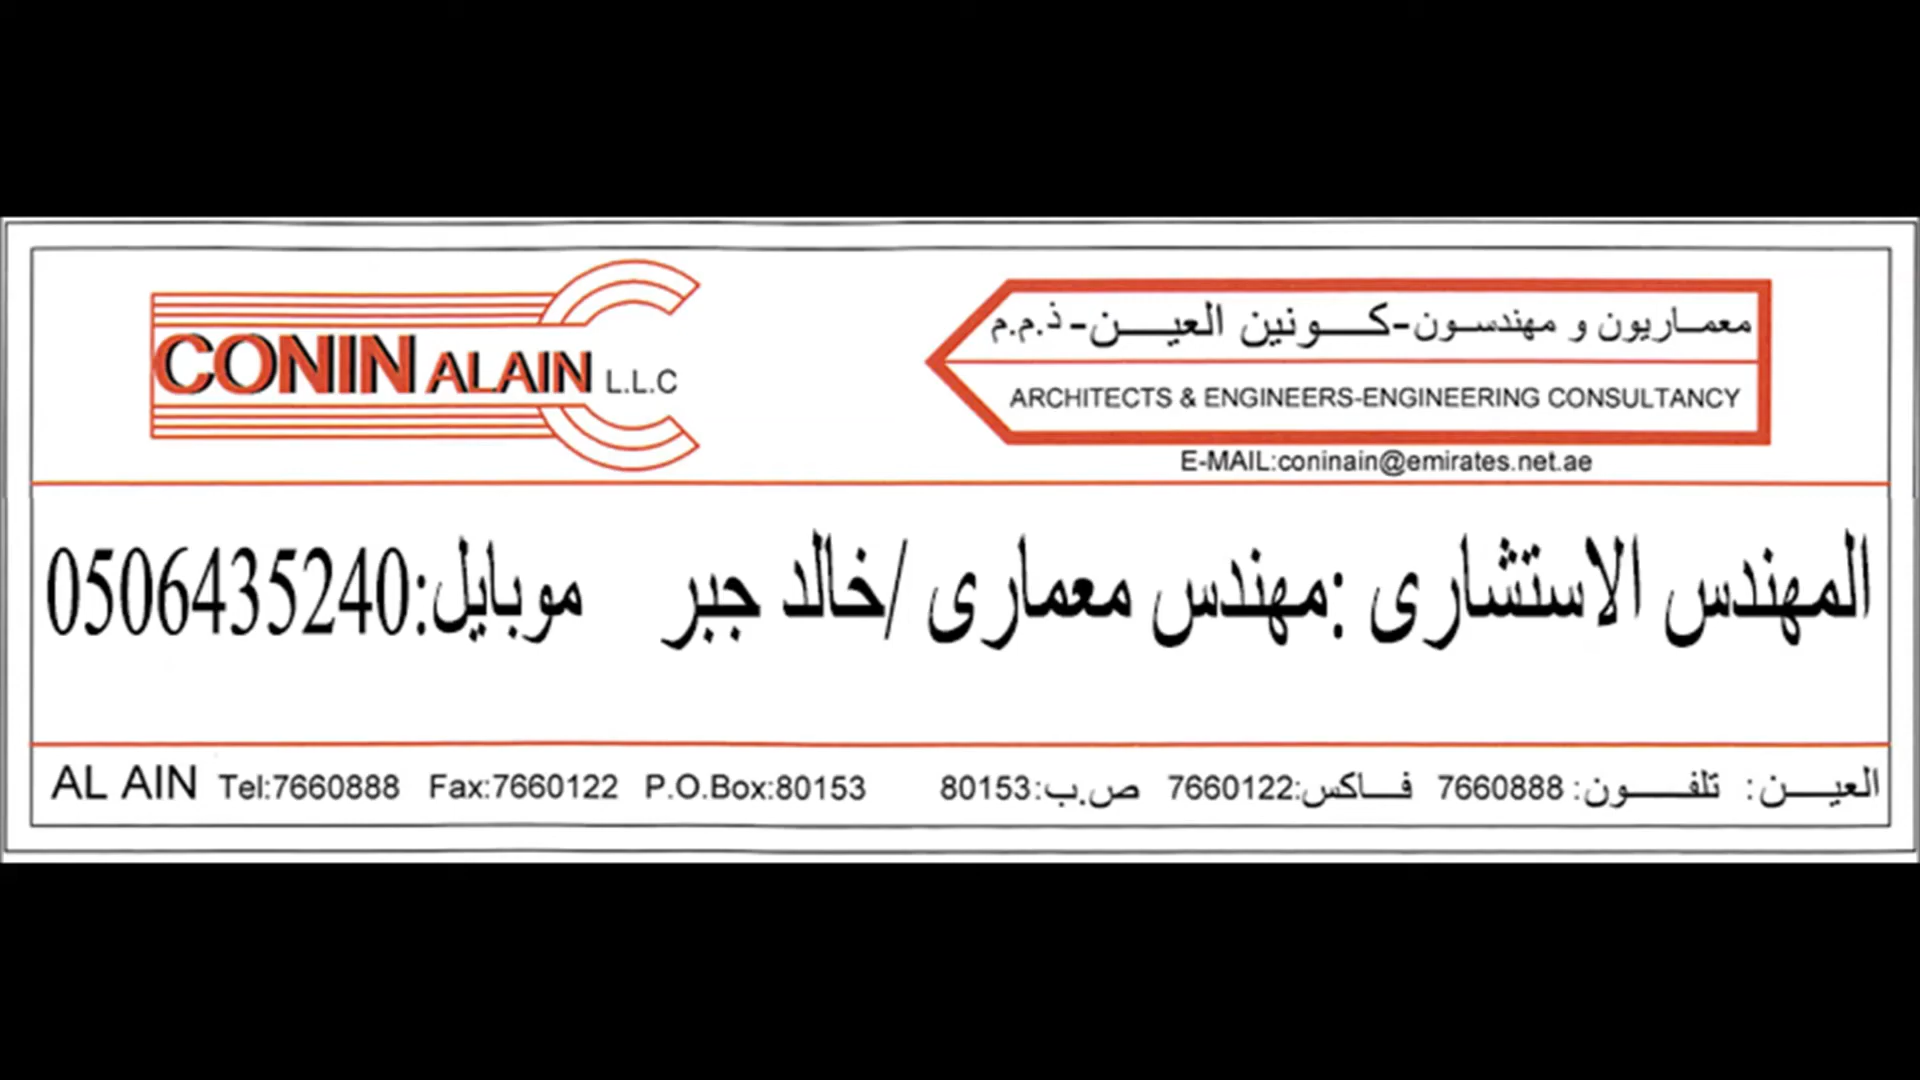 CONIN ALAIN L.L.C
معماريون و مهندسون-كونين العين-ذ.م.م
ARCHITECTS & ENGINEERS-ENGINEERING CONSULTANCY
E-MAIL:coninain@emirates.net.ae
المهندس الاستشارى :مهندس معمارى /خالد جبر موبايل:0506435240
AL AIN Tel:7660888 Fax:7660122 P.O.Box:80153
العين: تلفون: 7660888 فاكس:7660122 ص.ب:80153